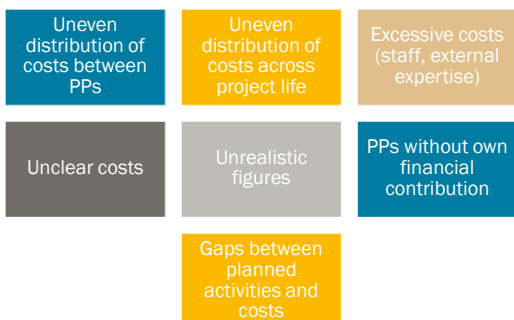 Uneven
distribution of
costs between
PPs
Uneven
distribution of
costs across
project life
Excessive costs
(staff, external
expertise)
Unclear costs
Unrealistic
figures
PPs without own
financial
contribution
Gaps between
planned
activities and
costs